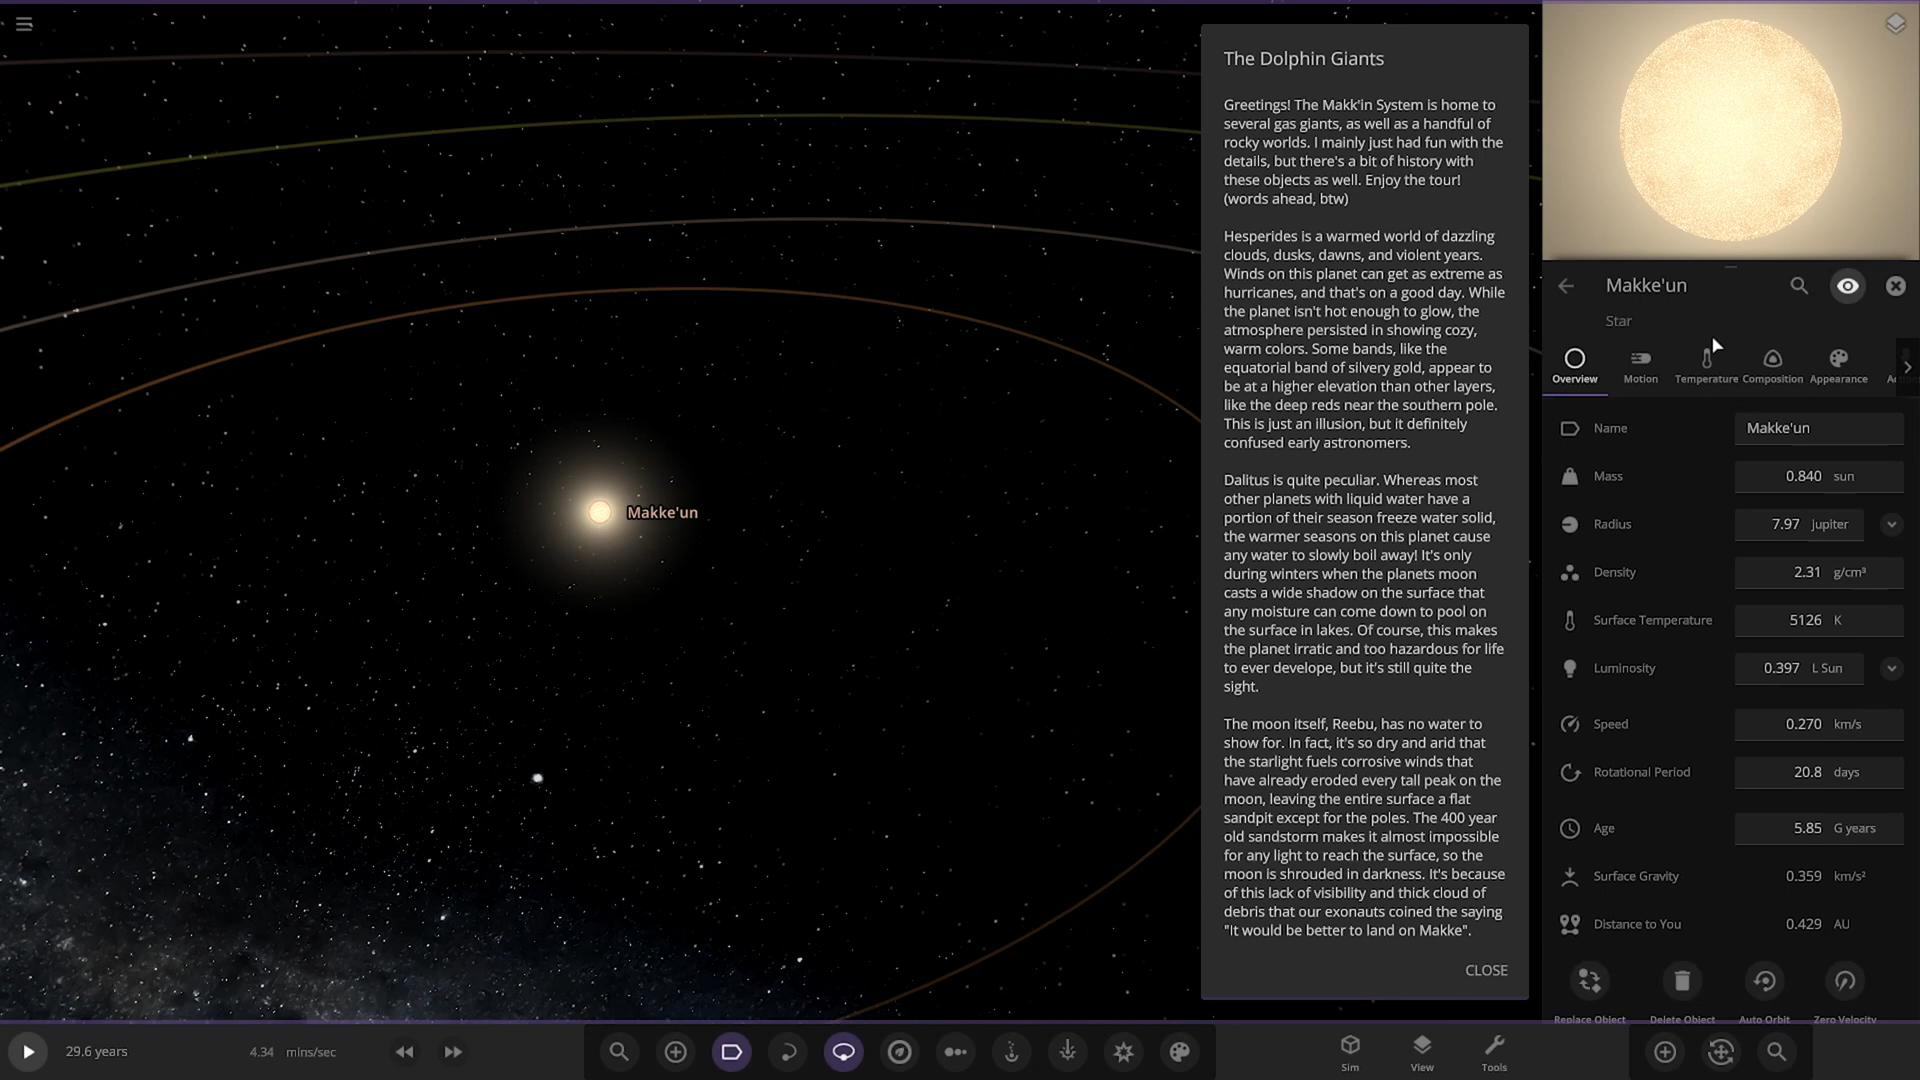 The Dolphin Giants
Greetings! The Makk'in System is home to
several gas giants, as well as a handful of
rocky worlds. I mainly just had fun with the
details, but there's a bit of history with
these objects as well. Enjoy the tour!
(words ahead, btw)
Hesperides is a warmed world of dazzling
clouds, dusks, dawns, and violent years.
Winds on this planet can get as extreme as
hurricanes, and that's on a good day. While
the planet isn't hot enough to glow, the
atmosphere persisted in showing cozy,
warm colors. Some bands, like the
equatorial band of silvery gold, appear to
be at a higher elevation than other layers,
like the deep reds near the southern pole.
This is just an illusion, but it definitely
confused early astronomers.
Dalitus is quite peculiar. Whereas most
other planets with liquid water have a
portion of their season freeze water solid,
the warmer seasons on this planet cause
any water to slowly boil away! It's only
during winters when the planets moon
casts a wide shadow on the surface that
any moisture can come down to pool on
the surface in lakes. Of course, this makes
the planet irratic and too hazardous for life
to ever develope, but it's still quite the
sight.
The moon itself, Reebu, has no water to
show for. In fact, it's so dry and arid that
the starlight fuels corrosive winds that
have already eroded every tall peak on the
moon, leaving the entire surface a flat
sandpit except for the poles. The 400 year
old sandstorm makes it almost impossible
for any light to reach the surface, so the
moon is shrouded in darkness. It's because
of this lack of visibility and thick cloud of
debris that our exonauts coined the saying
"It would be better to land on Makke".
CLOSE
Makke'un
Makke'un
Star
Overview Motion Temperature Composition Appearance
Name Makke'un
Mass 0.840 sun
Radius 7.97 Jupiter
Density 2.31 g/cm³
Surface Temperature 5126 K
Luminosity 0.397 L Sun
Speed 0.270 km/s
Rotational Period 20.8 days
Age 5.85 G years
Surface Gravity 0.359 km/s²
Distance to You 0.429 AU
Replace Object Delete Object Auto Orbit Zero Velocity
29.6 years 4.34 mins/sec
Sim View Tools